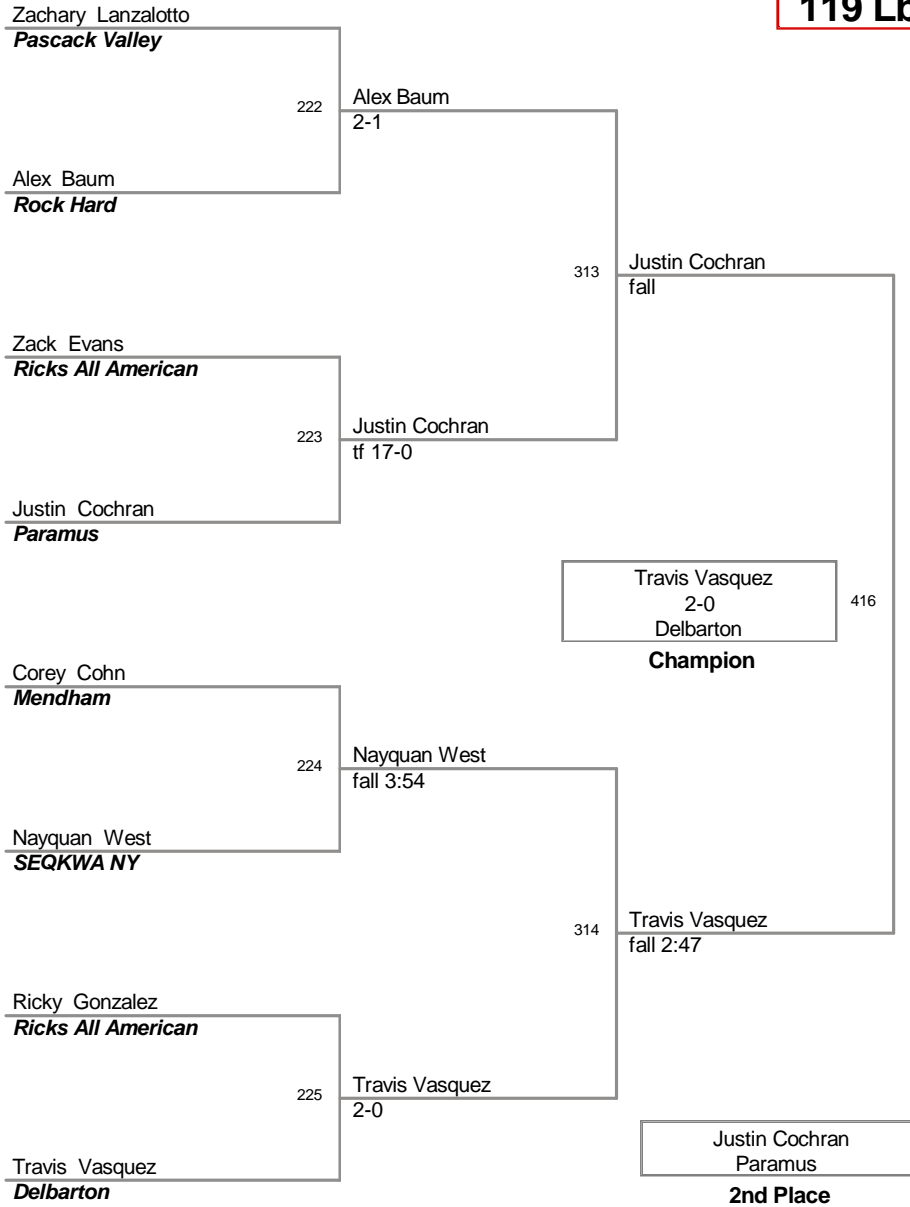 119 Lb
Zachary Lanzalotto
Pascack Valley
222
Alex Baum
2-1
Alex Baum
Rock Hard
313
Justin Cochran
fall
Zack Evans
Ricks All American
223
Justin Cochran
tf 17-0
Justin Cochran
Paramus
Travis Vasquez
2-0
Delbarton
416
Champion
Corey Cohn
Mendham
224
Nayquan West
fall 3:54
Nayquan West
SEQKWA NY
314
Travis Vasquez
fall 2:47
Ricky Gonzalez
Ricks All American
225
Travis Vasquez
2-0
Travis Vasquez
Delbarton
Justin Cochran
Paramus
2nd Place